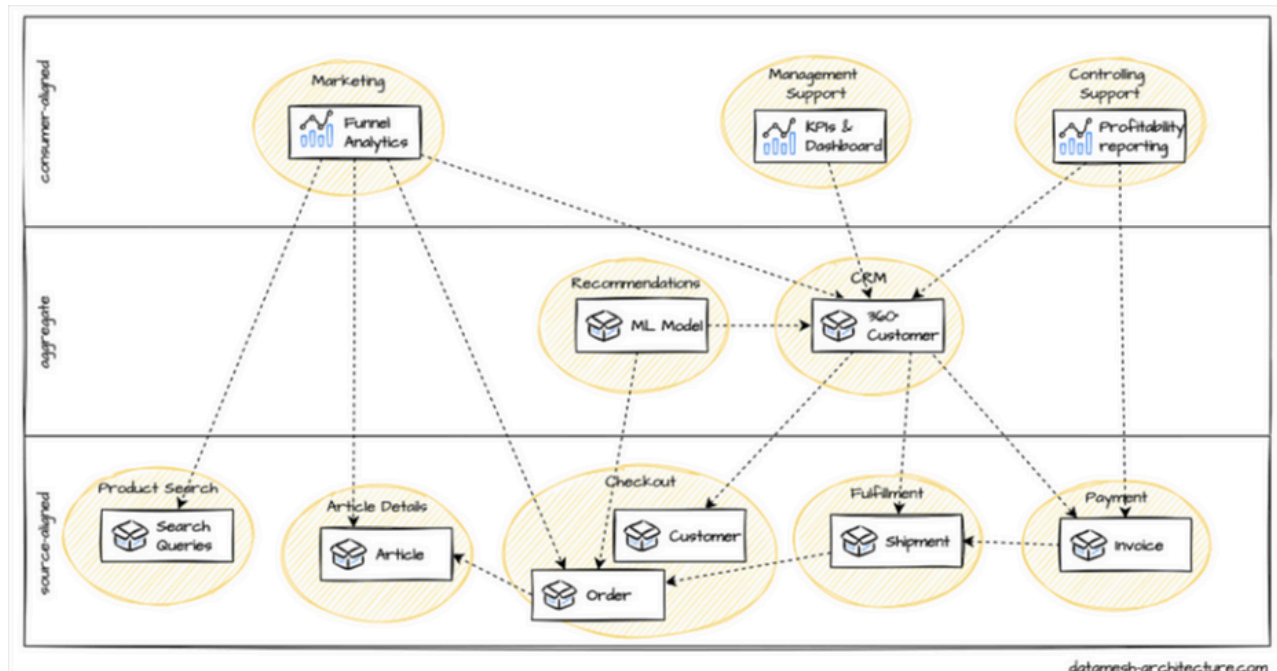 consumer-aligned
Marketing
Funnel
Analytics
Management
Support
KPIs &
Dashboard
Controlling
Support
Profitability
reporting
aggregate
Recommendations
ML Model
CRM
360°
Customer
source-aligned
Product Search
Search
Queries
Article Details
Article
Checkout
Customer
Order
Fulfillment
Shipment
Payment
Invoice
datamesh-architecture.com